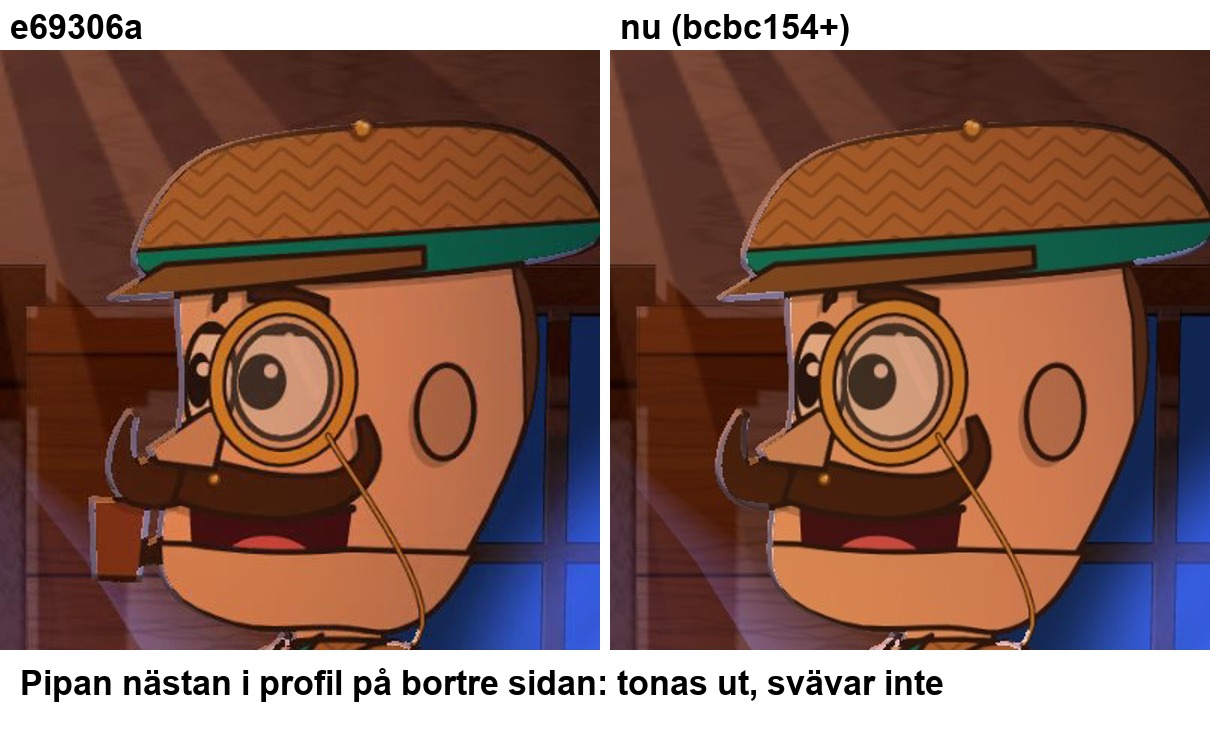 e69306a
nu (bcbc154+)
Pipan nästan i profil på bortre sidan: tonas ut, svävar inte